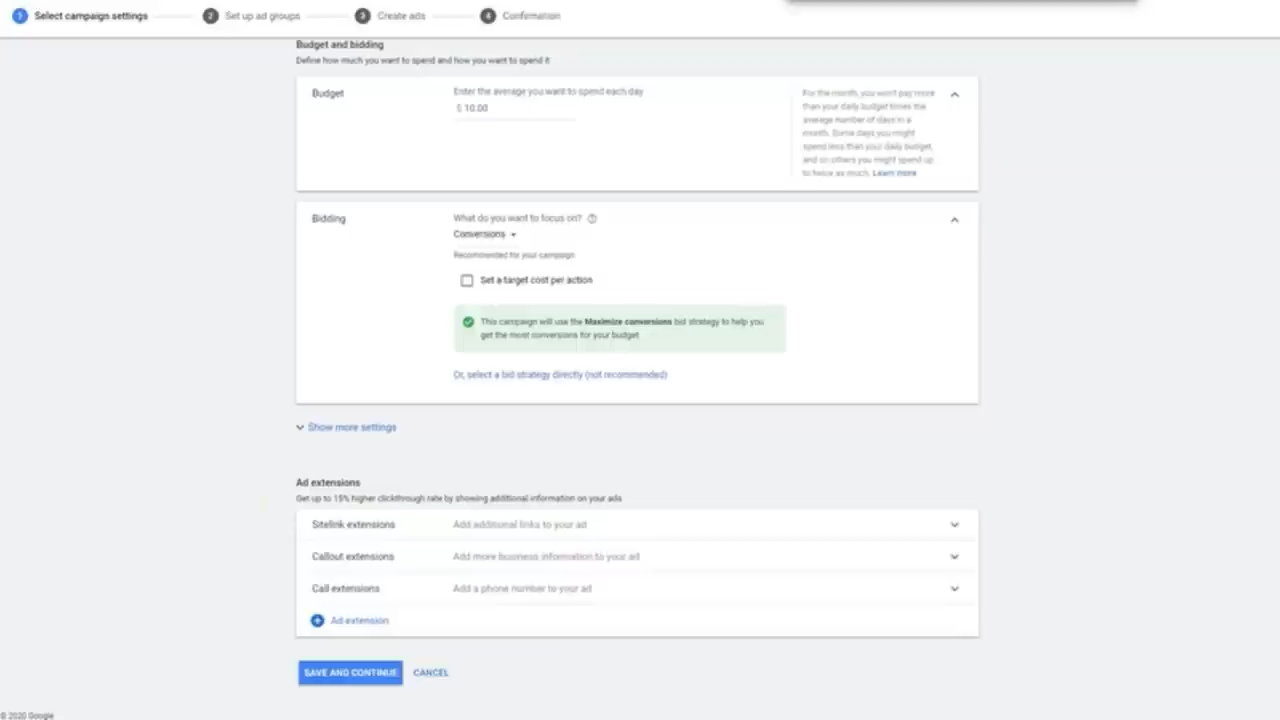 1 Select campaign settings 2 Set up ad groups 3 Create ads 4 Confirmation
Budget and bidding
Define how much you want to spend and how you want to spend it
Budget
Enter the average you want to spend each day
$ 10.00
For the month, you won't pay more
than your daily budget times the
average number of days in a
month. Some days you might
spend less than your daily budget,
and on others you might spend up
to twice as much. Learn more
Bidding
What do you want to focus on?
Conversions
Recommended for your campaign
Set a target cost per action
This campaign will use the Maximize conversions bid strategy to help you
get the most conversions for your budget
Or, select a bid strategy directly (not recommended)
Show more settings
Ad extensions
Get up to 15% higher clickthrough rate by showing additional information on your ads
Sitelink extensions Add additional links to your ad
Callout extensions Add more business information to your ad
Call extensions Add a phone number to your ad
Ad extension
SAVE AND CONTINUE CANCEL
© 2020 Google